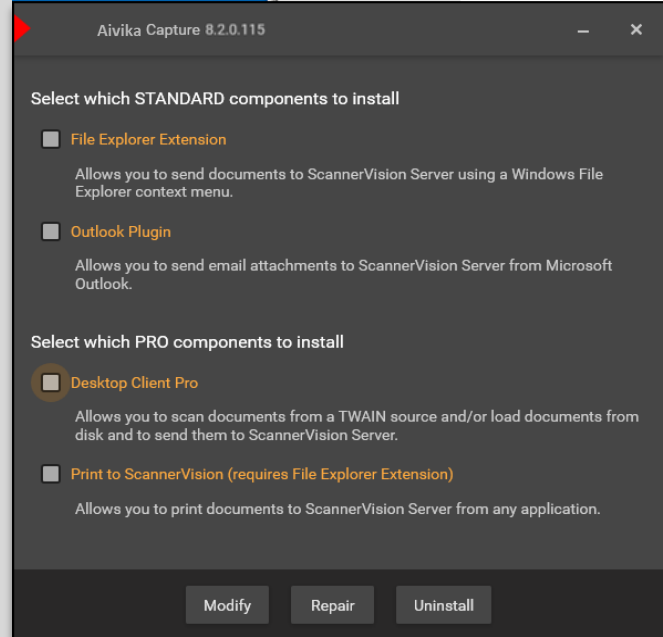 Aivika Capture 8.2.0.115
Select which STANDARD components to install
File Explorer Extension
Allows you to send documents to ScannerVision Server using a Windows File
Explorer context menu.
Outlook Plugin
Allows you to send email attachments to ScannerVision Server from Microsoft
Outlook.
Select which PRO components to install
Desktop Client Pro
Allows you to scan documents from a TWAIN source and/or load documents from
disk and to send them to ScannerVision Server.
Print to ScannerVision (requires File Explorer Extension)
Allows you to print documents to ScannerVision Server from any application.
Modify Repair Uninstall